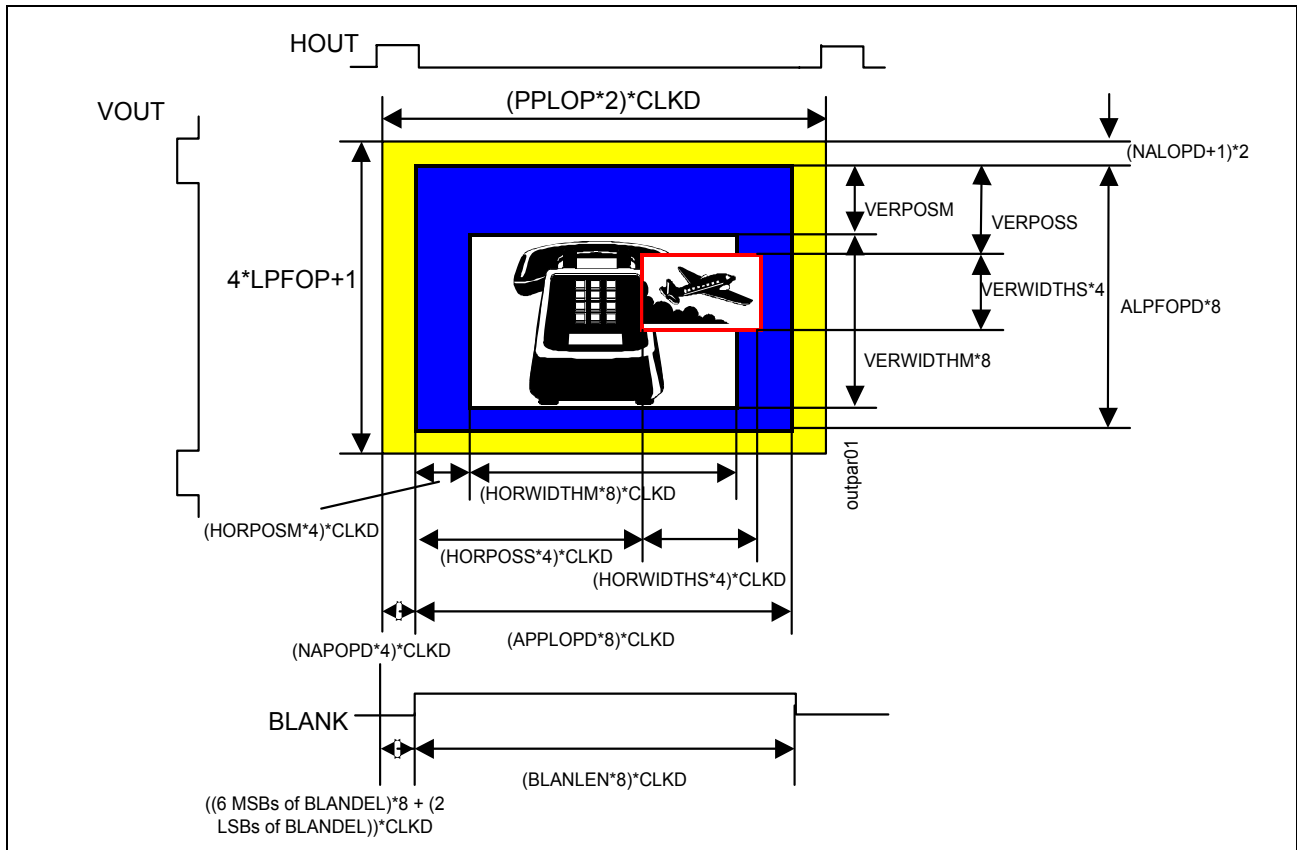 HOUT
(PPLOP*2)*CLKD
VOUT
(NALOPD+1)*2
VERPOSM
VERPOSS
4*LPFOP+1
VERWIDTHS*4
ALPFOPD*8
VERWIDTHM*8
outpar01
(HORWIDTHM*8)*CLKD
(HORPOSM*4)*CLKD
(HORPOSS*4)*CLKD
(HORWIDTHS*4)*CLKD
(NAPOPD*4)*CLKD
(APPLOPD*8)*CLKD
BLANK
(BLANLEN*8)*CLKD
((6 MSBs of BLANDEL)*8 + (2
LSBs of BLANDEL))*CLKD